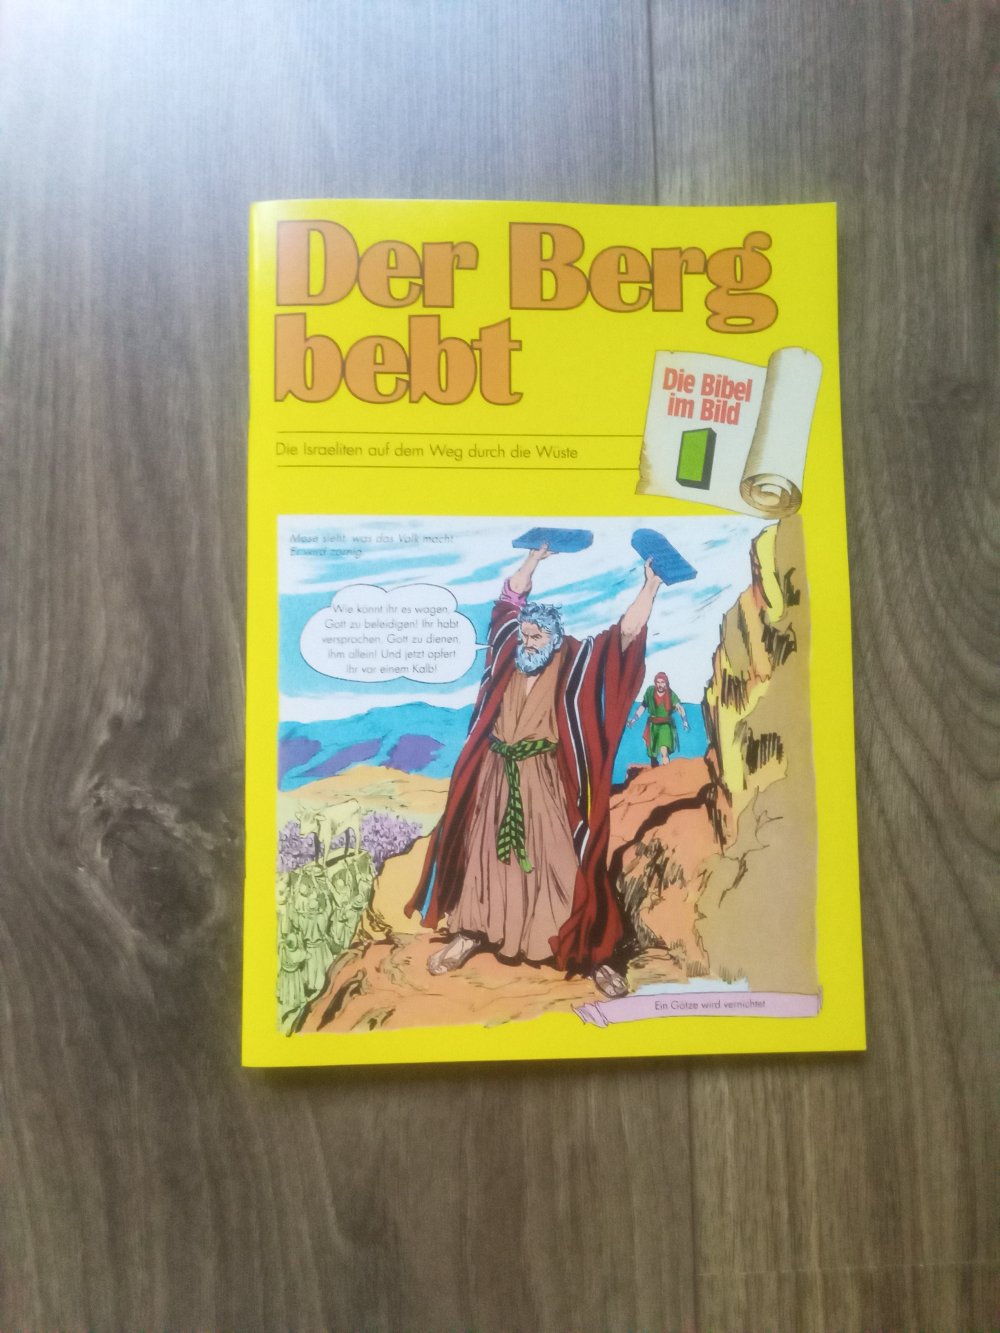 Der Berg
bebt
Die Bibel
im Bild
Die Israeliten auf dem Weg durch die Wüste
Mose sieht, was das Volk macht.
Er wird zornig.
Wie könnt ihr es wagen,
Gott zu beleidigen! Ihr habt
versprochen, Gott zu dienen,
ihm allein! Und jetzt opfert
ihr vor einem Kalb!
Ein Götze wird vernichtet